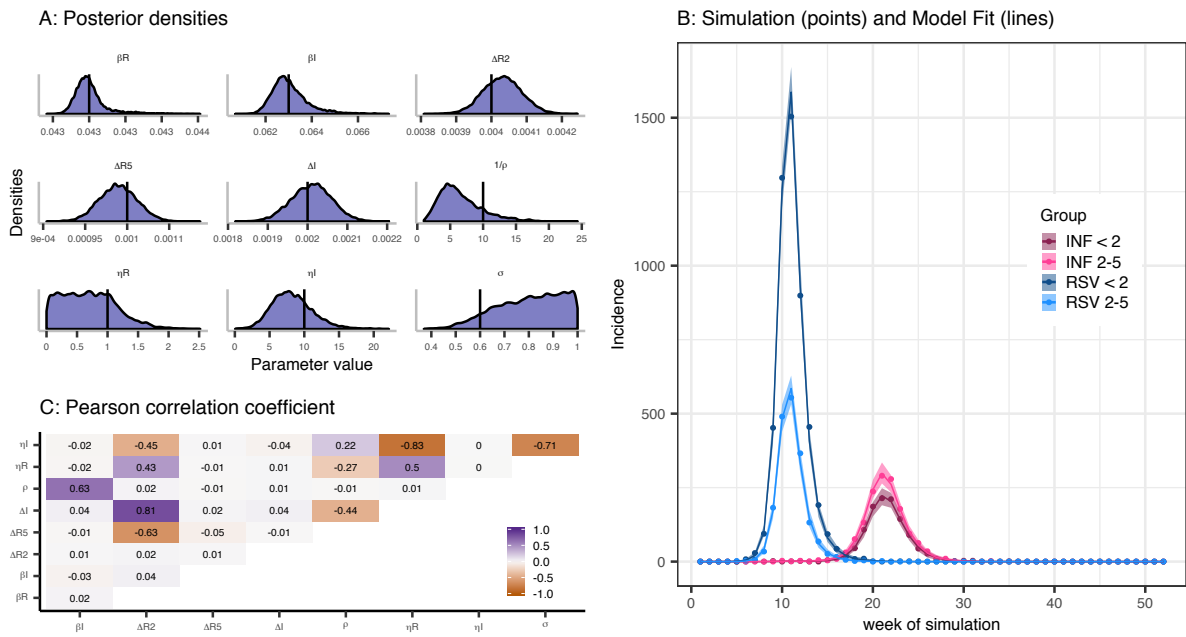 A: Posterior densities
βR
βI
ΔR2
0.043 0.043 0.043 0.043 0.044
0.062 0.064 0.066
0.0038 0.0039 0.004 0.0041 0.0042
ΔR5
ΔI
1/ρ
9e-04 0.00095 0.001 0.0011
0.0018 0.0019 0.002 0.0021 0.0022
0 5 10 15 25
ηR
ηI
σ
0 0.5 1 1.5 2 2.5
0 5 10 20
0.4 0.5 0.6 0.7 0.8 0.9 1
Densities
Parameter value
C: Pearson correlation coefficient
ηI -0.02 -0.45 0.01 -0.04 0.22 -0.83 0 -0.71
ηR -0.02 0.43 -0.01 0.01 -0.27 0.5 0
ρ 0.63 0.02 -0.01 0.01 -0.01 0.01
ΔI 0.04 0.81 0.02 0.04 -0.44
ΔR5 -0.01 -0.63 -0.05 -0.01
ΔR2 0.01 0.02 0.01
βI -0.03 0.04
βR 0.02
βI ΔR2 ΔR5 ΔI ρ ηR ηI σ
1.0
0.5
0.0
-0.5
-1.0
B: Simulation (points) and Model Fit (lines)
1500
1000
500
0
Incidence
0 10 20 30 40 50
week of simulation
Group
INF < 2
INF 2-5
RSV < 2
RSV 2-5